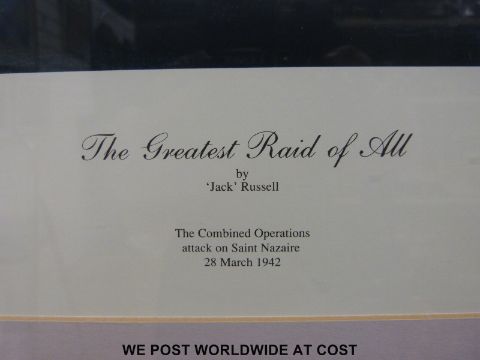 The Greatest Raid of All
by
'Jack' Russell
The Combined Operations
attack on Saint Nazaire
28 March 1942
WE POST WORLDWIDE AT COST